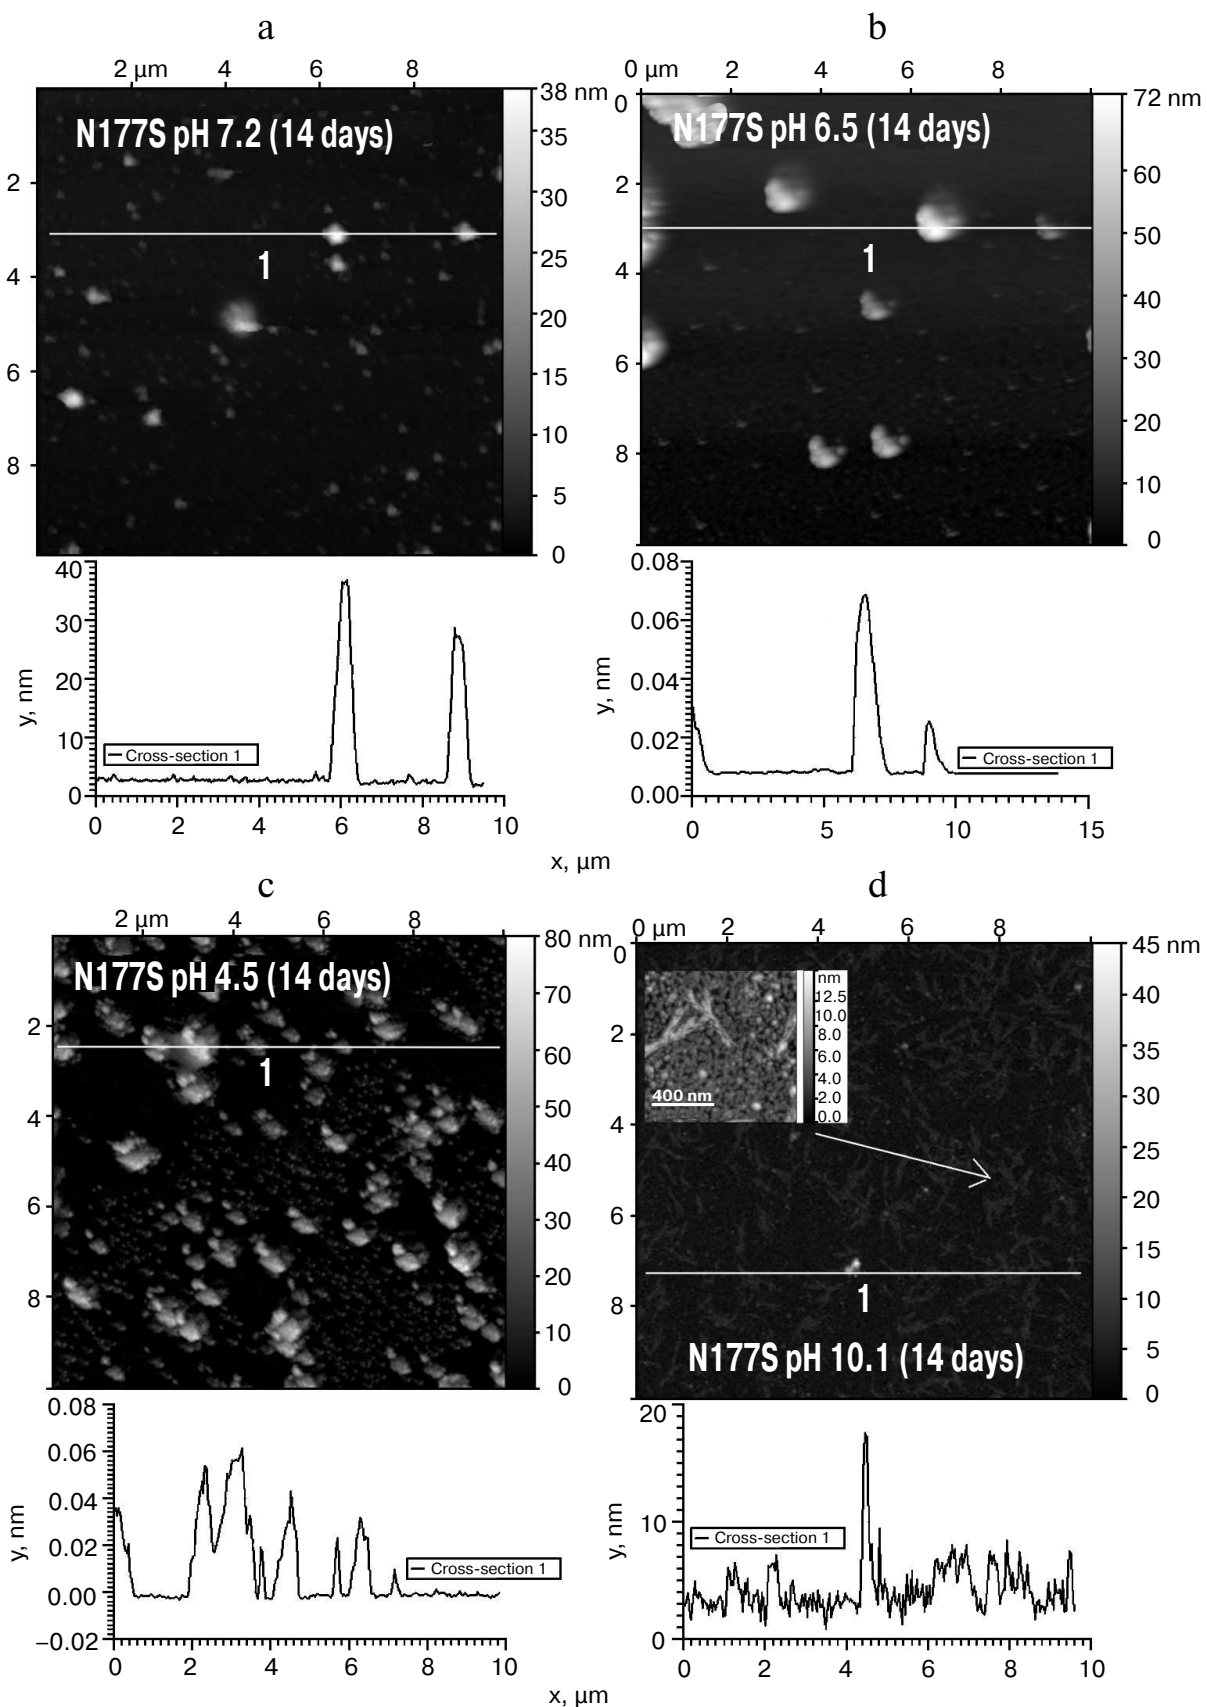 a
2 µm 4 6 8
38 nm
35
30
25
20
15
10
5
0
N177S pH 7.2 (14 days)
2
4
6
8
1
40
30
20
10
0
y, nm
Cross-section 1
0 2 4 6 8 10
b
0 µm 2 4 6 8
72 nm
60
50
40
30
20
10
0
N177S pH 6.5 (14 days)
0
2
4
6
8
1
0.08
0.06
0.04
0.02
0.00
y, nm
Cross-section 1
0 5 10 15
x, µm
c
2 µm 4 6 8
80 nm
70
60
50
40
30
20
10
0
N177S pH 4.5 (14 days)
2
4
6
8
1
0.08
0.06
0.04
0.02
0.00
−0.02
y, nm
Cross-section 1
0 2 4 6 8 10
d
0 µm 2 4 6 8
45 nm
35
30
25
20
15
10
5
0
0
2
4
6
8
nm
12.5
10.0
8.0
6.0
4.0
2.0
0.0
400 nm
1
N177S pH 10.1 (14 days)
20
10
0
y, nm
Cross-section 1
0 2 4 6 8 10
x, µm